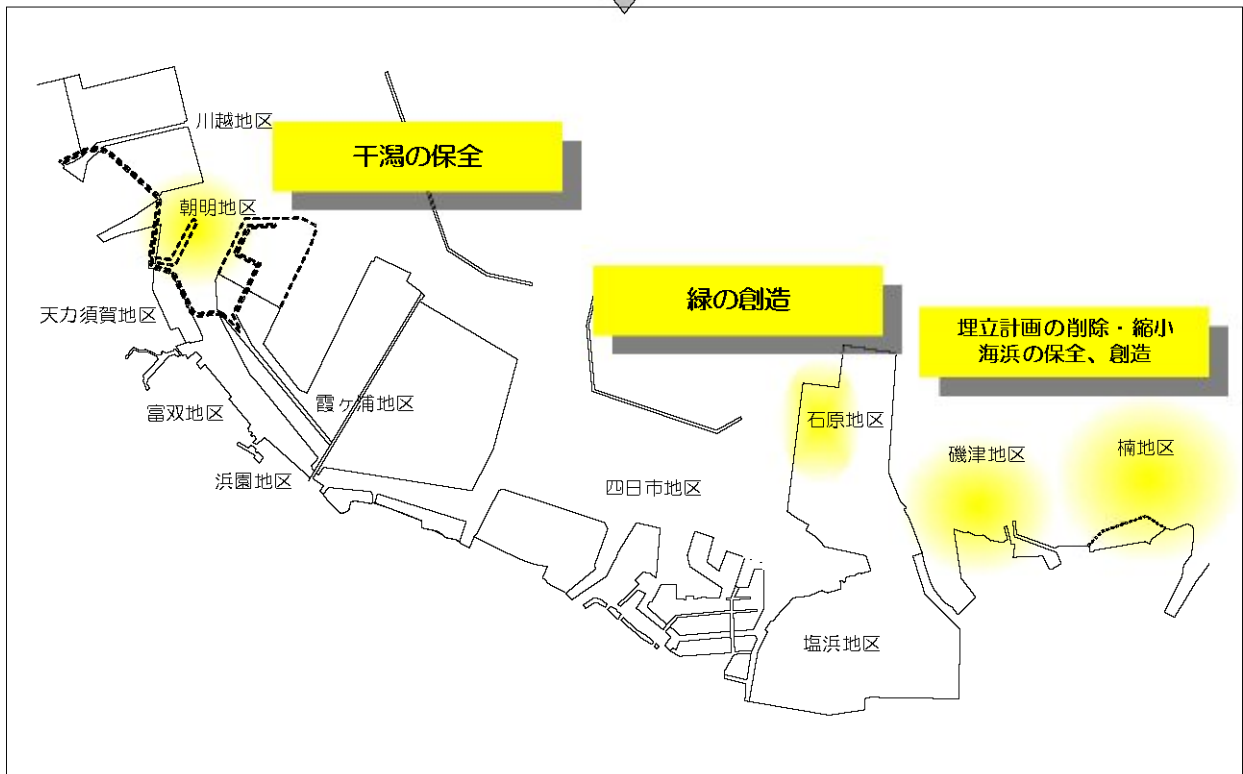 川越地区
干潟の保全
朝明地区
緑の創造
天力須賀地区
埋立計画の削除・縮小
海浜の保全、創造
霞ヶ浦地区
富双地区
石原地区
楠地区
磯津地区
浜園地区
四日市地区
塩浜地区